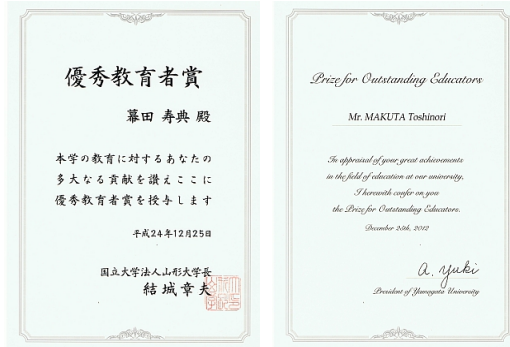 優秀教育者賞
幕田 寿典 殿
本学の教育に対するあなたの
多大なる貢献を讃えここに
優秀教育者賞を授与します
平成24年12月25日
国立大学法人山形大学長
結城章夫
Prize for Outstanding Educators
Mr. MAKUTA Toshinori
In appraisal of your great achievements
in the field of education at our university,
I herewith confer on you
the Prize for Outstanding Educators.
December 25th, 2012
a. yuki
President of Yamagata University